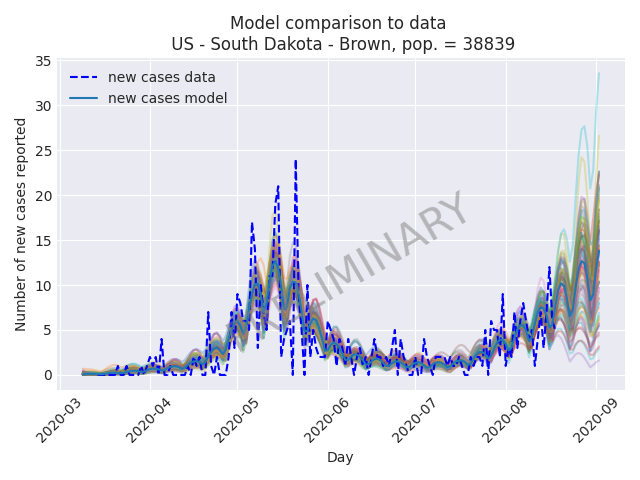 Model comparison to data
US - South Dakota - Brown, pop. = 38839
new cases data
new cases model
PRELIMINARY
Number of new cases reported
35
30
25
20
15
10
5
0
2020-03
2020-04
2020-05
2020-06
2020-07
2020-08
2020-09
Day